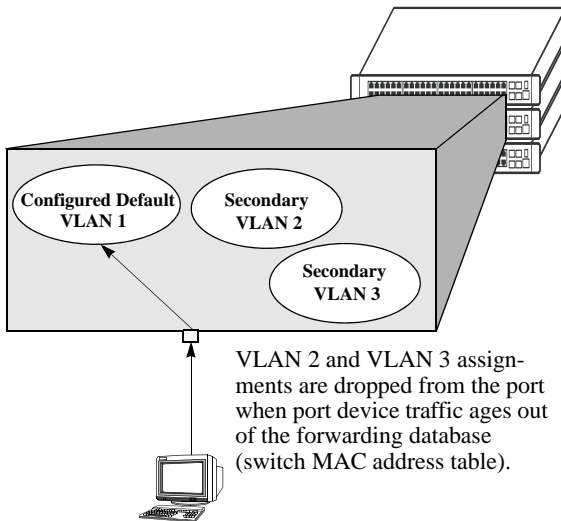 Configured Default
VLAN 1
Secondary
VLAN 2
Secondary
VLAN 3
VLAN 2 and VLAN 3 assign-
ments are dropped from the port
when port device traffic ages out
of the forwarding database
(switch MAC address table).